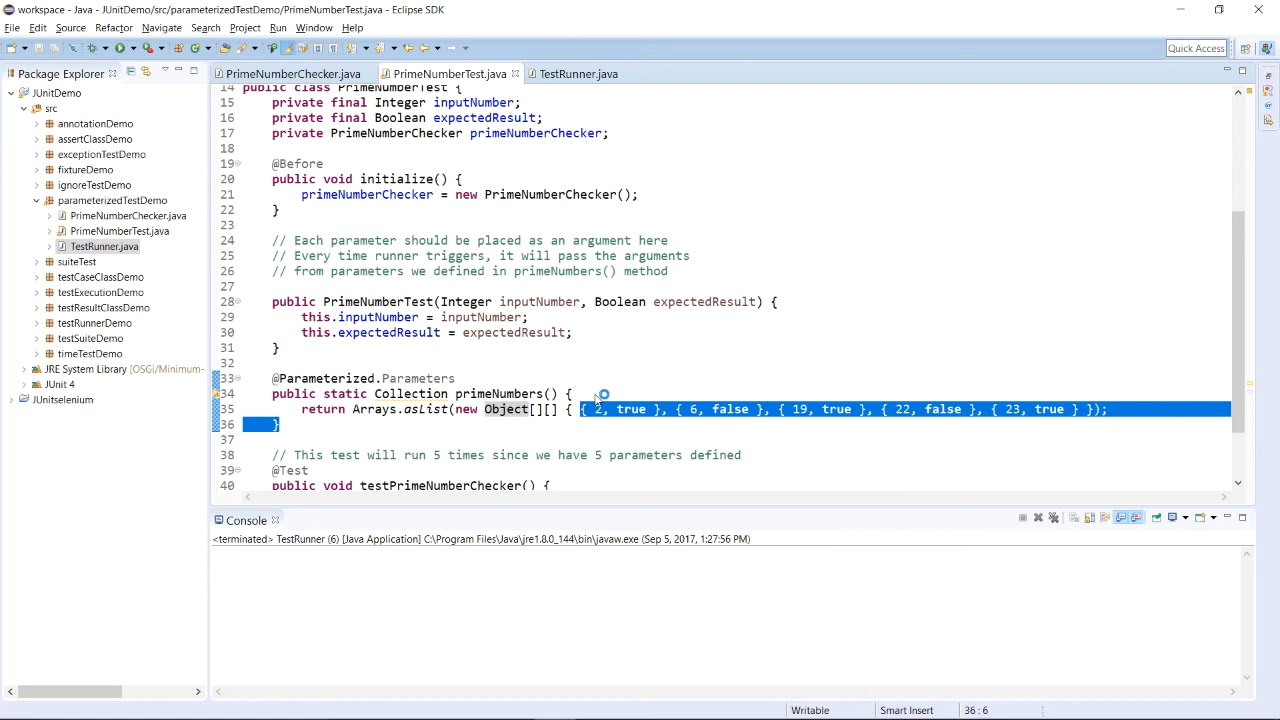 workspace - Java - JUnitDemo/src/parameterizedTestDemo/PrimeNumberTest.java - Eclipse SDK
File Edit Source Refactor Navigate Search Project Run Window Help
Quick Access
Package Explorer
PrimeNumberChecker.java
PrimeNumberTest.java
TestRunner.java
JUnitDemo
src
annotationDemo
assertClassDemo
exceptionTestDemo
fixtureDemo
ignoreTestDemo
parameterizedTestDemo
PrimeNumberChecker.java
PrimeNumberTest.java
TestRunner.java
suiteTest
testCaseClassDemo
testExecutionDemo
testResultClassDemo
testRunnerDemo
testSuiteDemo
timeTestDemo
JRE System Library [OSGi/Minimum-
JUnit 4
JUnitselenium
14 public class PrimeNumberTest {
15 private final Integer inputNumber;
16 private final Boolean expectedResult;
17 private PrimeNumberChecker primeNumberChecker;
18
19 @Before
20 public void initialize() {
21 primeNumberChecker = new PrimeNumberChecker();
22 }
23
24 // Each parameter should be placed as an argument here
25 // Every time runner triggers, it will pass the arguments
26 // from parameters we defined in primeNumbers() method
27
28 public PrimeNumberTest(Integer inputNumber, Boolean expectedResult) {
29 this.inputNumber = inputNumber;
30 this.expectedResult = expectedResult;
31 }
32
33 @Parameterized.Parameters
34 public static Collection primeNumbers() {
35 return Arrays.asList(new Object[][] { { 2, true }, { 6, false }, { 19, true }, { 22, false }, { 23, true } });
36 }
37
38 // This test will run 5 times since we have 5 parameters defined
39 @Test
40 public void testPrimeNumberChecker() {
Console
<terminated> TestRunner (6) [Java Application] C:\Program Files\Java\jre1.8.0_144\bin\javaw.exe (Sep 5, 2017, 1:27:56 PM)
Writable Smart Insert 36 : 6